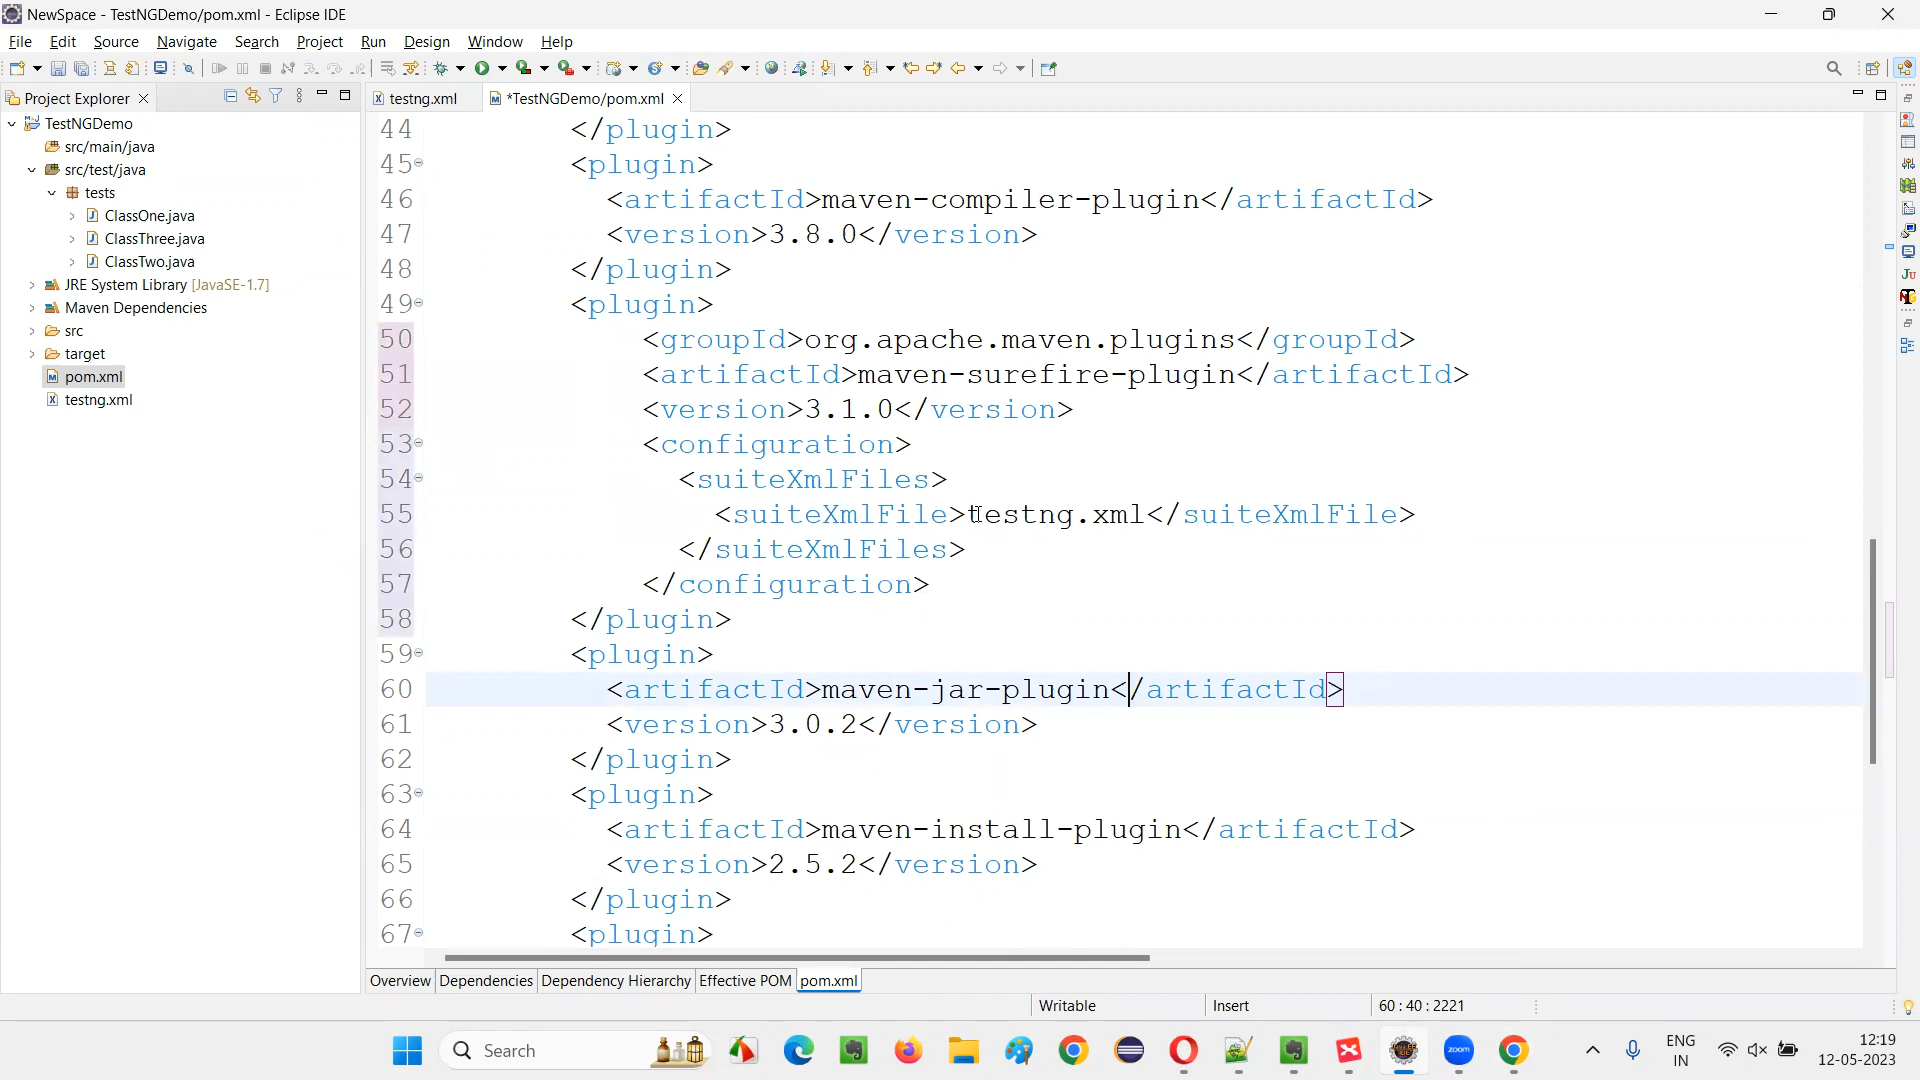 NewSpace - TestNGDemo/pom.xml - Eclipse IDE
File Edit Source Navigate Search Project Run Design Window Help
Project Explorer
testng.xml
*TestNGDemo/pom.xml
TestNGDemo
src/main/java
src/test/java
tests
ClassOne.java
ClassThree.java
ClassTwo.java
JRE System Library [JavaSE-1.7]
Maven Dependencies
src
target
pom.xml
testng.xml
44 </plugin>
45 <plugin>
46 <artifactId>maven-compiler-plugin</artifactId>
47 <version>3.8.0</version>
48 </plugin>
49 <plugin>
50 <groupId>org.apache.maven.plugins</groupId>
51 <artifactId>maven-surefire-plugin</artifactId>
52 <version>3.1.0</version>
53 <configuration>
54 <suiteXmlFiles>
55 <suiteXmlFile>testng.xml</suiteXmlFile>
56 </suiteXmlFiles>
57 </configuration>
58 </plugin>
59 <plugin>
60 <artifactId>maven-jar-plugin</artifactId>
61 <version>3.0.2</version>
62 </plugin>
63 <plugin>
64 <artifactId>maven-install-plugin</artifactId>
65 <version>2.5.2</version>
66 </plugin>
67 <plugin>
Overview Dependencies Dependency Hierarchy Effective POM pom.xml
Writable Insert 60 : 40 : 2221
Search
zoom
ENG
IN
12:19
12-05-2023